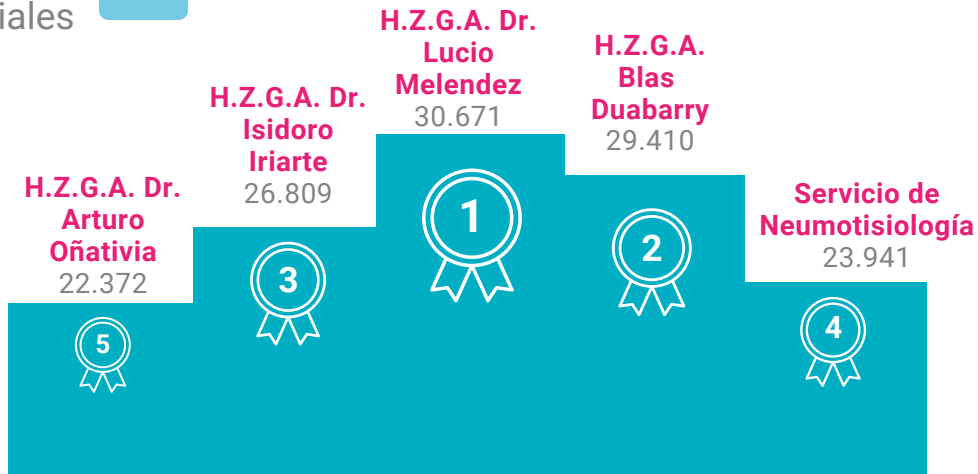 iales
H.Z.G.A. Dr.
Arturo
Oñativia
22.372
5
H.Z.G.A. Dr.
Isidoro
Iriarte
26.809
3
H.Z.G.A. Dr.
Lucio
Melendez
30.671
1
H.Z.G.A.
Blas
Duabarry
29.410
2
Servicio de
Neumotisiología
23.941
4